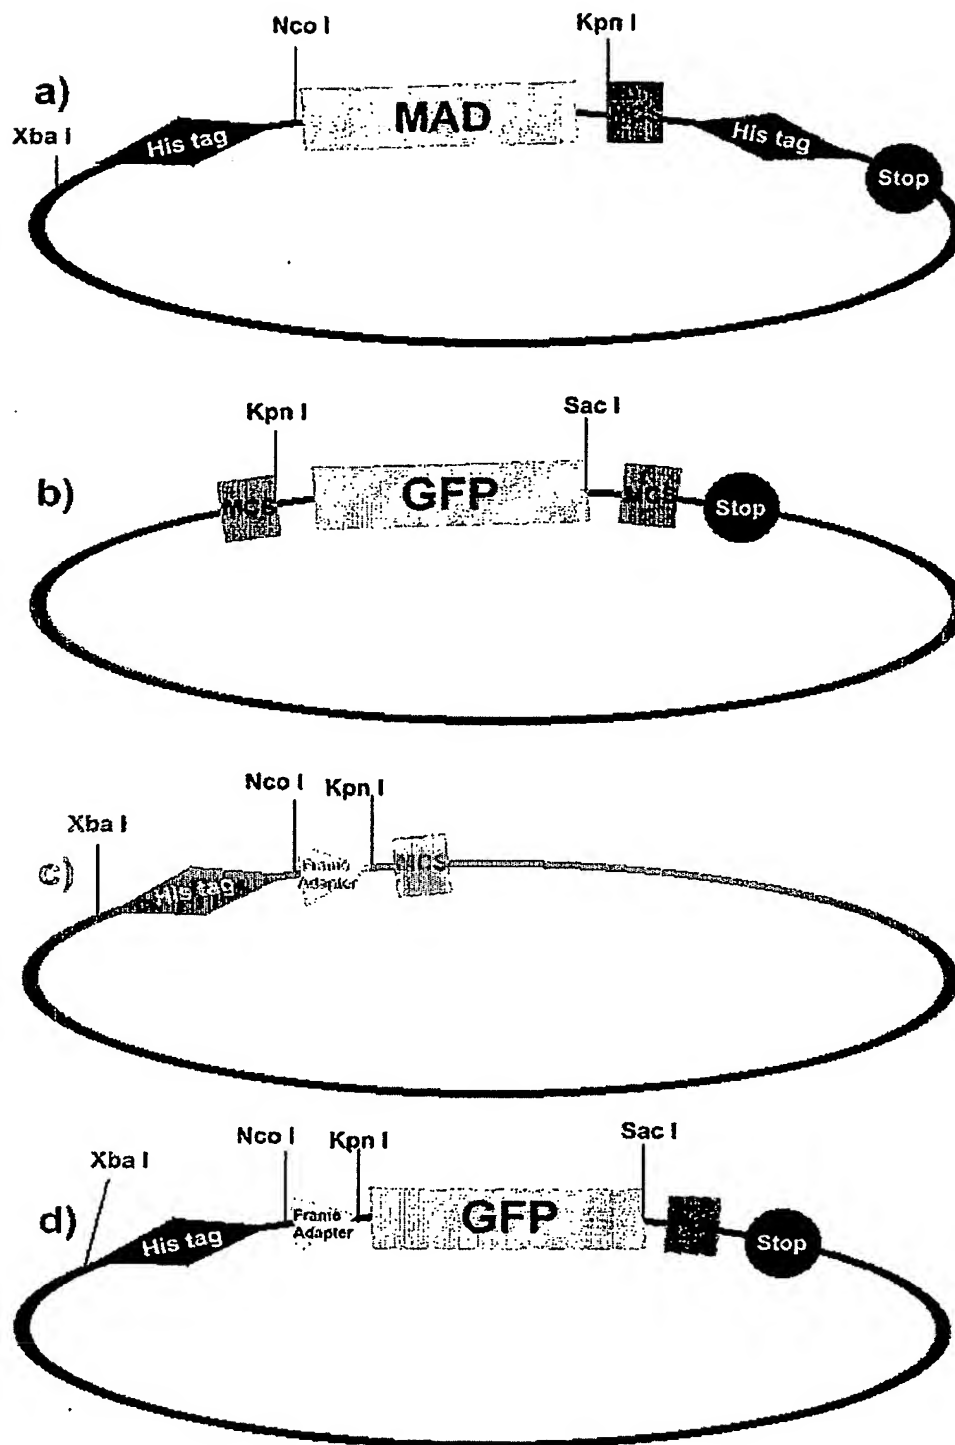 Nco I
Kpn I
a)
MAD
Xba I
His tag
His tag
Stop
Kpn I
Sac I
b)
MCS
GFP
MCS
Stop
Nco I
Kpn I
Xba I
c)
His tag
Frame
Adapter
MCS
Nco I
Kpn I
Sac I
Xba I
d)
His tag
Frame
Adapter
GFP
Stop